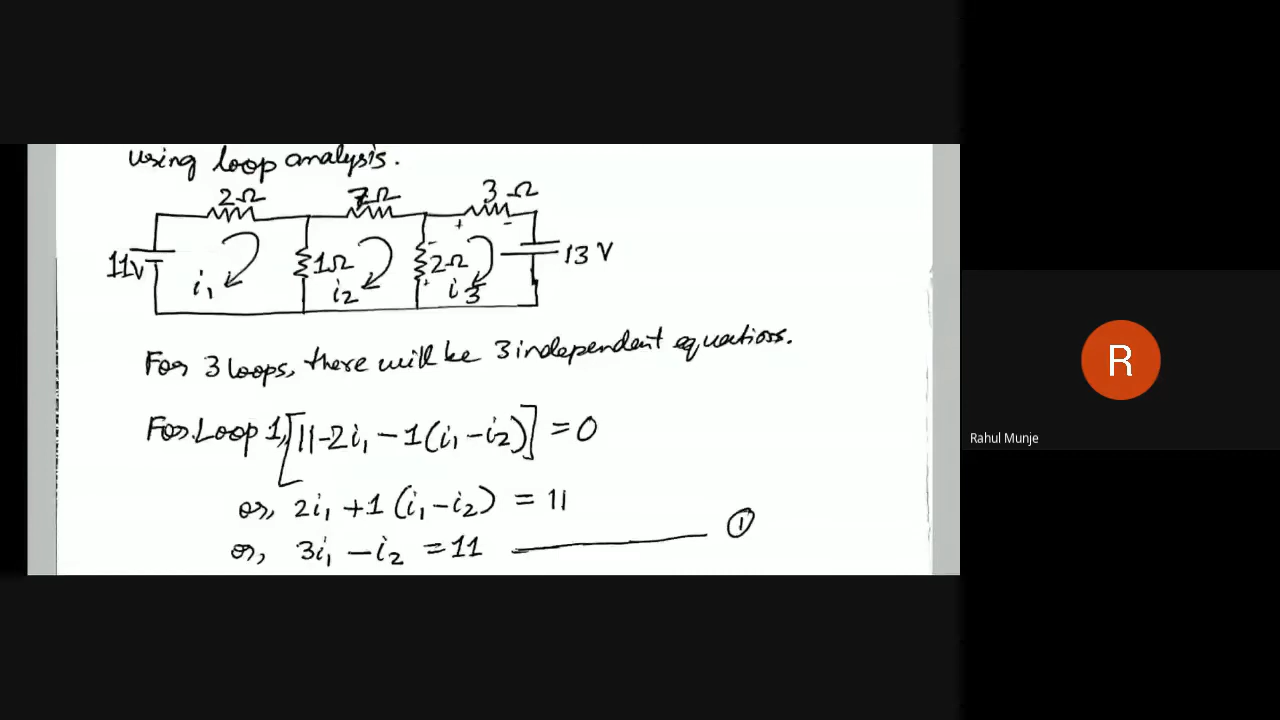 using loop analysis.
2Ω 7Ω 3Ω
+ -
11V 1Ω - 2Ω 13 V
i₁ i₂ + i₃
For 3 loops, there will be 3 independent equations.
For Loop 1, [11-2i₁ - 1(i₁ - i₂)] = 0
or, 2i₁ + 1 (i₁ - i₂) = 11
or, 3i₁ - i₂ = 11 ①
R
Rahul Munje